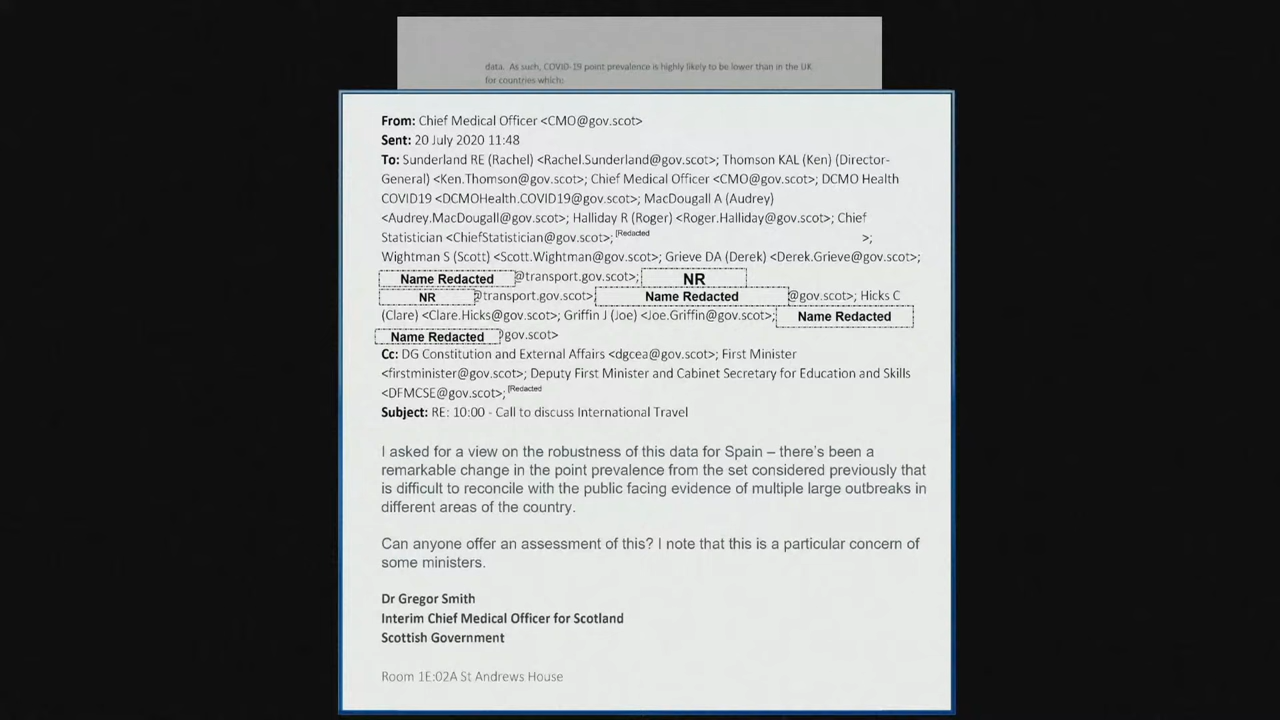 data. As such, COVID-19 point prevalence is highly likely to be lower than in the UK
for countries which:
From: Chief Medical Officer <CMO@gov.scot>
Sent: 20 July 2020 11:48
To: Sunderland RE (Rachel) <Rachel.Sunderland@gov.scot>; Thomson KAL (Ken) (Director-
General) <Ken.Thomson@gov.scot>; Chief Medical Officer <CMO@gov.scot>; DCMO Health
COVID19 <DCMOHealth.COVID19@gov.scot>; MacDougall A (Audrey)
<Audrey.MacDougall@gov.scot>; Halliday R (Roger) <Roger.Halliday@gov.scot>; Chief
Statistician <ChiefStatistician@gov.scot>; [Redacted >;
Wightman S (Scott) <Scott.Wightman@gov.scot>; Grieve DA (Derek) <Derek.Grieve@gov.scot>;
Name Redacted @transport.gov.scot>; NR
NR @transport.gov.scot>; Name Redacted @gov.scot>; Hicks C
(Clare) <Clare.Hicks@gov.scot>; Griffin J (Joe) <Joe.Griffin@gov.scot>; Name Redacted
Name Redacted @gov.scot>
Cc: DG Constitution and External Affairs <dgcea@gov.scot>; First Minister
<firstminister@gov.scot>; Deputy First Minister and Cabinet Secretary for Education and Skills
<DFMCSE@gov.scot>; [Redacted
Subject: RE: 10:00 - Call to discuss International Travel
I asked for a view on the robustness of this data for Spain – there's been a
remarkable change in the point prevalence from the set considered previously that
is difficult to reconcile with the public facing evidence of multiple large outbreaks in
different areas of the country.
Can anyone offer an assessment of this? I note that this is a particular concern of
some ministers.
Dr Gregor Smith
Interim Chief Medical Officer for Scotland
Scottish Government
Room 1E:02A St Andrews House